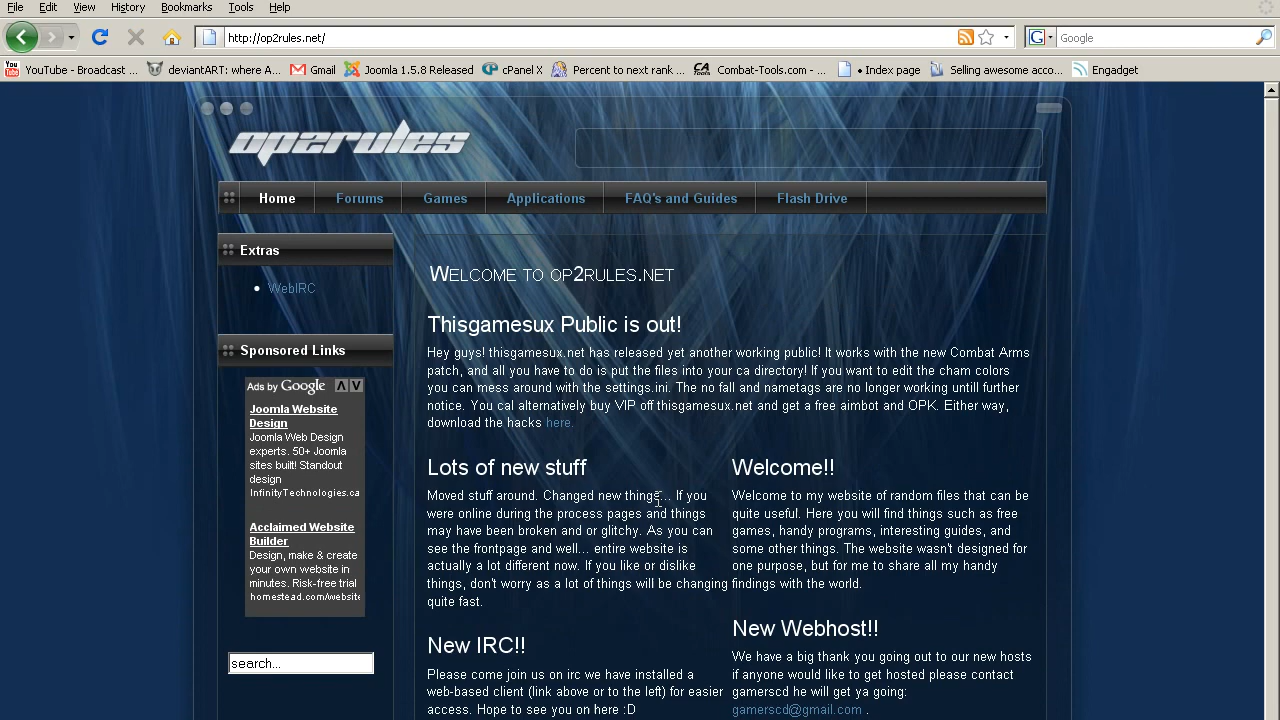 File Edit View History Bookmarks Tools Help
http://op2rules.net/
Google
YouTube - Broadcast ... deviantART: where A... Gmail Joomla 1.5.8 Released cPanel X Percent to next rank ... Combat-Tools.com - ... • Index page Selling awesome acco... Engadget
op2rules
Home Forums Games Applications FAQ's and Guides Flash Drive
Extras
WebIRC
Sponsored Links
Ads by Google
Joomla Website
Design
Joomla Web Design
experts. 50+ Joomla
sites built! Standout
design
InfinityTechnologies.ca
Acclaimed Website
Builder
Design, make & create
your own website in
minutes. Risk-free trial
homestead.com/website
search...
Welcome to op2rules.net
Thisgamesux Public is out!
Hey guys! thisgamesux.net has released yet another working public! It works with the new Combat Arms
patch, and all you have to do is put the files into your ca directory! If you want to edit the cham colors
you can mess around with the settings.ini. The no fall and nametags are no longer working untill further
notice. You cal alternatively buy VIP off thisgamesux.net and get a free aimbot and OPK. Either way,
download the hacks here.
Lots of new stuff
Moved stuff around. Changed new things... If you
were online during the process pages and things
may have been broken and or glitchy. As you can
see the frontpage and well... entire website is
actually a lot different now. If you like or dislike
things, don't worry as a lot of things will be changing
quite fast.
New IRC!!
Please come join us on irc we have installed a
web-based client (link above or to the left) for easier
access. Hope to see you on here :D
Welcome!!
Welcome to my website of random files that can be
quite useful. Here you will find things such as free
games, handy programs, interesting guides, and
some other things. The website wasn't designed for
one purpose, but for me to share all my handy
findings with the world.
New Webhost!!
We have a big thank you going out to our new hosts
if anyone would like to get hosted please contact
gamerscd he will get ya going:
gamerscd@gmail.com .